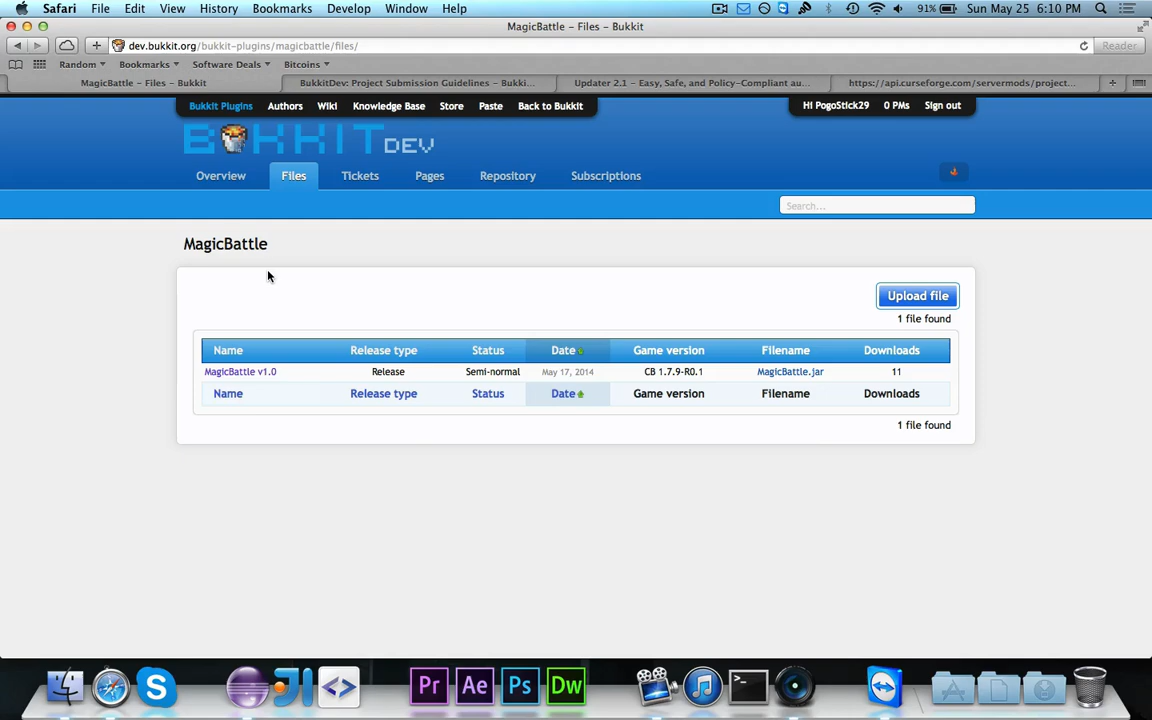 Safari File Edit View History Bookmarks Develop Window Help 91% Sun May 25 6:10 PM
MagicBattle – Files – Bukkit
dev.bukkit.org/bukkit-plugins/magicbattle/files/ Reader
Random Bookmarks Software Deals Bitcoins
MagicBattle – Files – Bukkit BukkitDev: Project Submission Guidelines – Bukki... Updater 2.1 – Easy, Safe, and Policy-Compliant au... https://api.curseforge.com/servermods/project...
Bukkit Plugins Authors Wiki Knowledge Base Store Paste Back to Bukkit Hi PogoStick29 0 PMs Sign out
BUKKIT DEV
Overview Files Tickets Pages Repository Subscriptions
Search...
MagicBattle
Upload file
1 file found
Name Release type Status Date Game version Filename Downloads
MagicBattle v1.0 Release Semi-normal May 17, 2014 CB 1.7.9-R0.1 MagicBattle.jar 11
Name Release type Status Date Game version Filename Downloads
1 file found
S Pr Ae Ps Dw